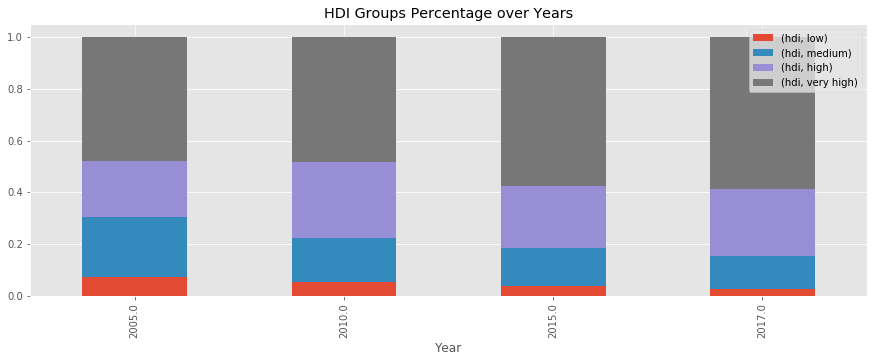 HDI Groups Percentage over Years
(hdi, low)
(hdi, medium)
(hdi, high)
(hdi, very high)
1.0
0.8
0.6
0.4
0.2
0.0
2005.0
2010.0
2015.0
2017.0
Year